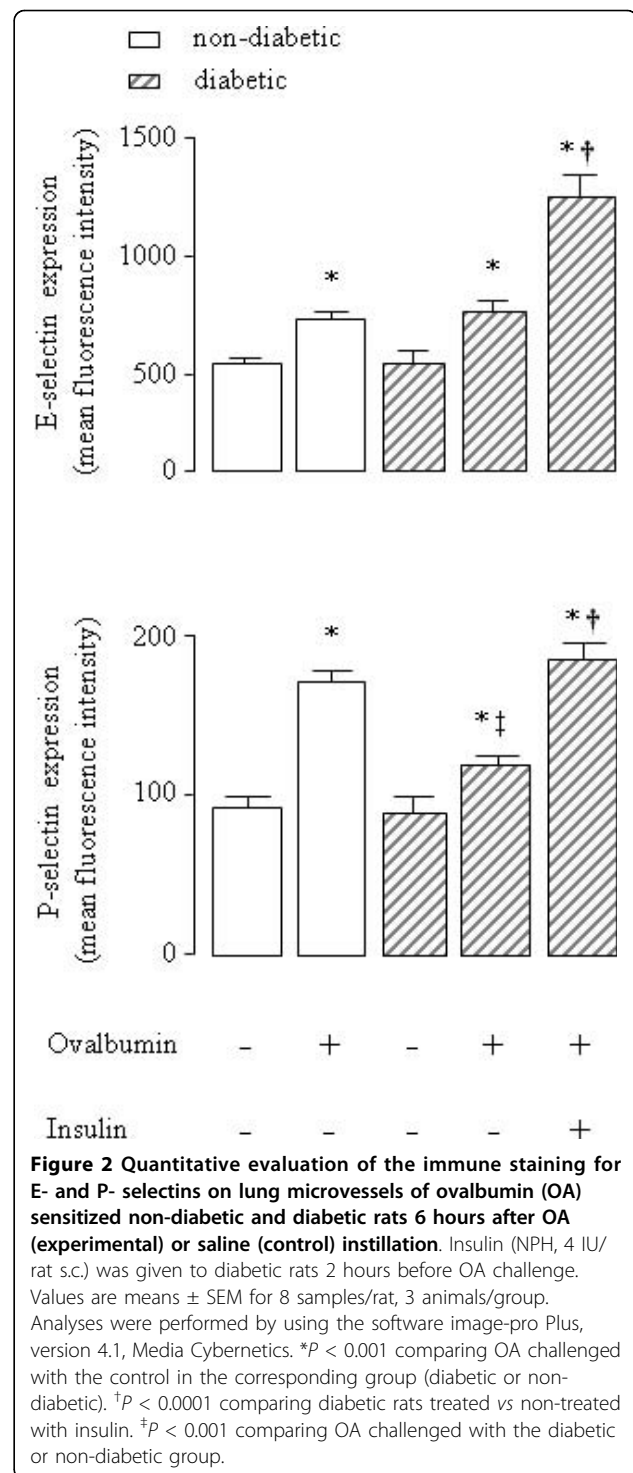 non-diabetic
diabetic
E-selectin expression
(mean fluorescence intensity)
1500
* †
1000
* *
500
0
P-selectin expression
(mean fluorescence intensity)
200
* * †
* ‡
100
0
Ovalbumin - + - + +
Insulin - - - - +
Figure 2 Quantitative evaluation of the immune staining for
E- and P- selectins on lung microvessels of ovalbumin (OA)
sensitized non-diabetic and diabetic rats 6 hours after OA
(experimental) or saline (control) instillation. Insulin (NPH, 4 IU/
rat s.c.) was given to diabetic rats 2 hours before OA challenge.
Values are means ± SEM for 8 samples/rat, 3 animals/group.
Analyses were performed by using the software image-pro Plus,
version 4.1, Media Cybernetics. *P < 0.001 comparing OA challenged
with the control in the corresponding group (diabetic or non-
diabetic). †P < 0.0001 comparing diabetic rats treated vs non-treated
with insulin. ‡P < 0.001 comparing OA challenged with the diabetic
or non-diabetic group.